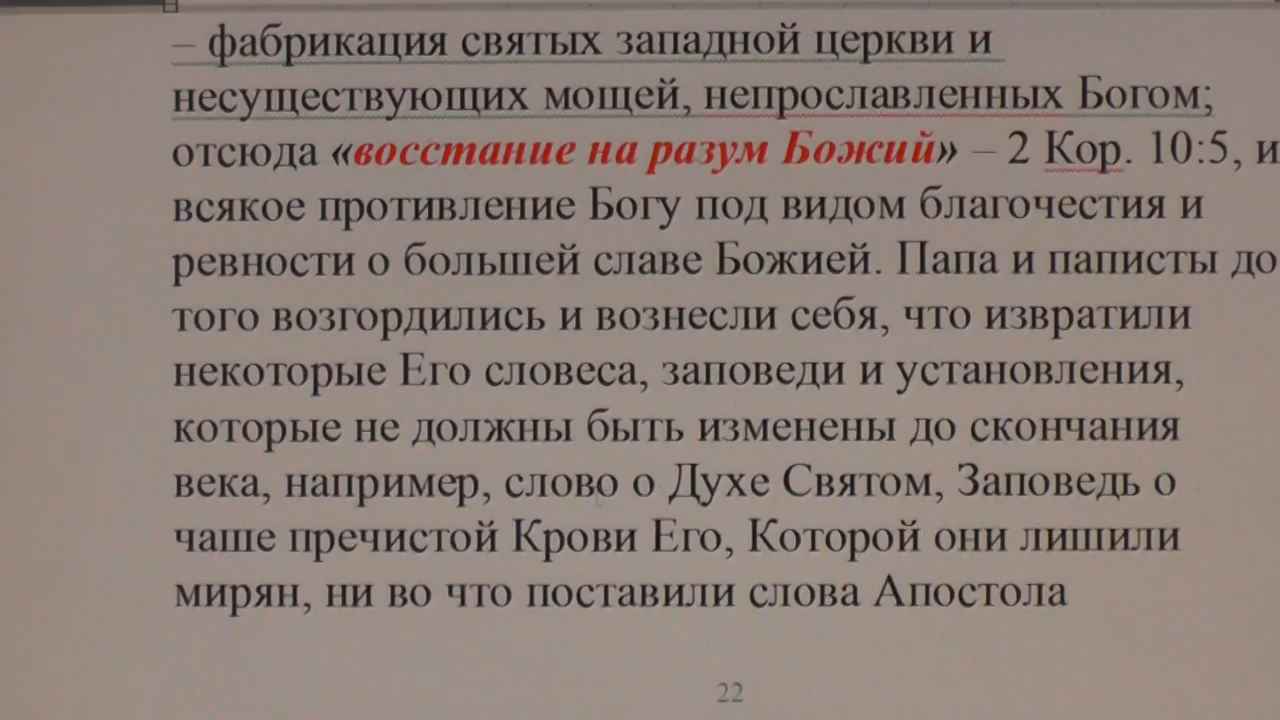 – фабрикация святых западной церкви и
несуществующих мощей, непрославленных Богом;
отсюда «восстание на разум Божий» – 2 Кор. 10:5, и
всякое противление Богу под видом благочестия и
ревности о большей славе Божией. Папа и паписты до
того возгордились и вознесли себя, что извратили
некоторые Его словеса, заповеди и установления,
которые не должны быть изменены до скончания
века, например, слово о Духе Святом, Заповедь о
чаше пречистой Крови Его, Которой они лишили
мирян, ни во что поставили слова Апостола
22